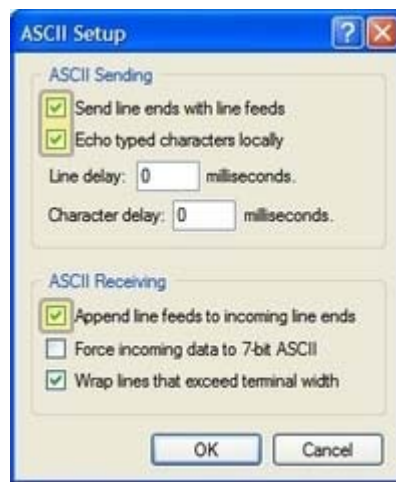 ASCII Setup
ASCII Sending
Send line ends with line feeds
Echo typed characters locally
Line delay: 0 milliseconds.
Character delay: 0 milliseconds.
ASCII Receiving
Append line feeds to incoming line ends
Force incoming data to 7-bit ASCII
Wrap lines that exceed terminal width
OK Cancel